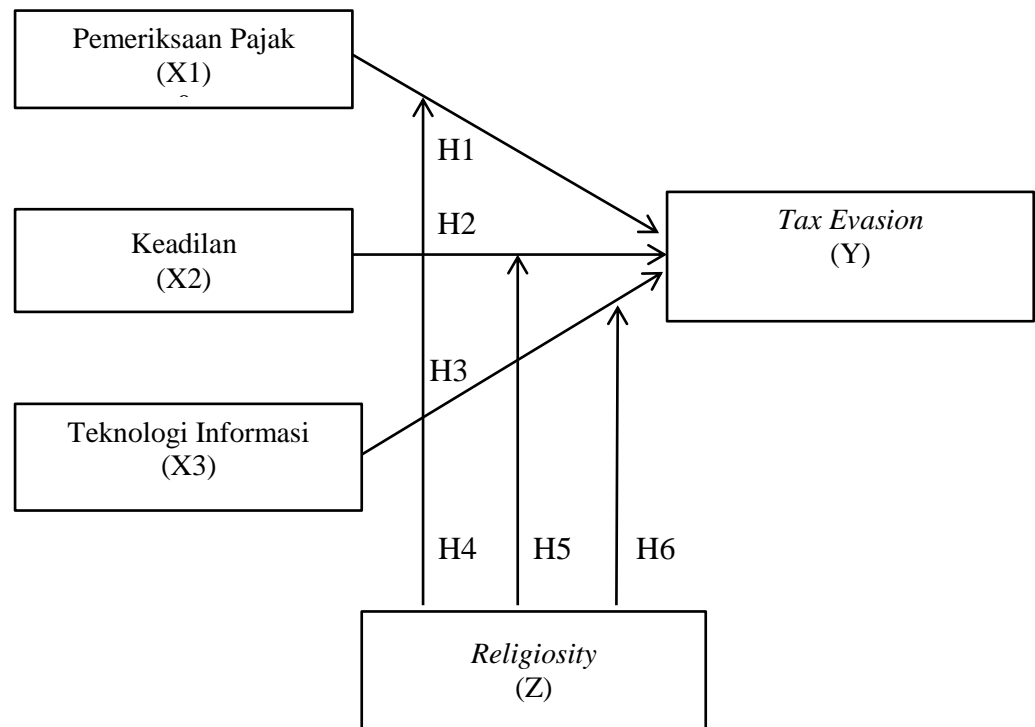 Pemeriksaan Pajak
(X1)
H1
Keadilan
(X2)
H2
Tax Evasion
(Y)
H3
Teknologi Informasi
(X3)
H4
H5
H6
Religiosity
(Z)